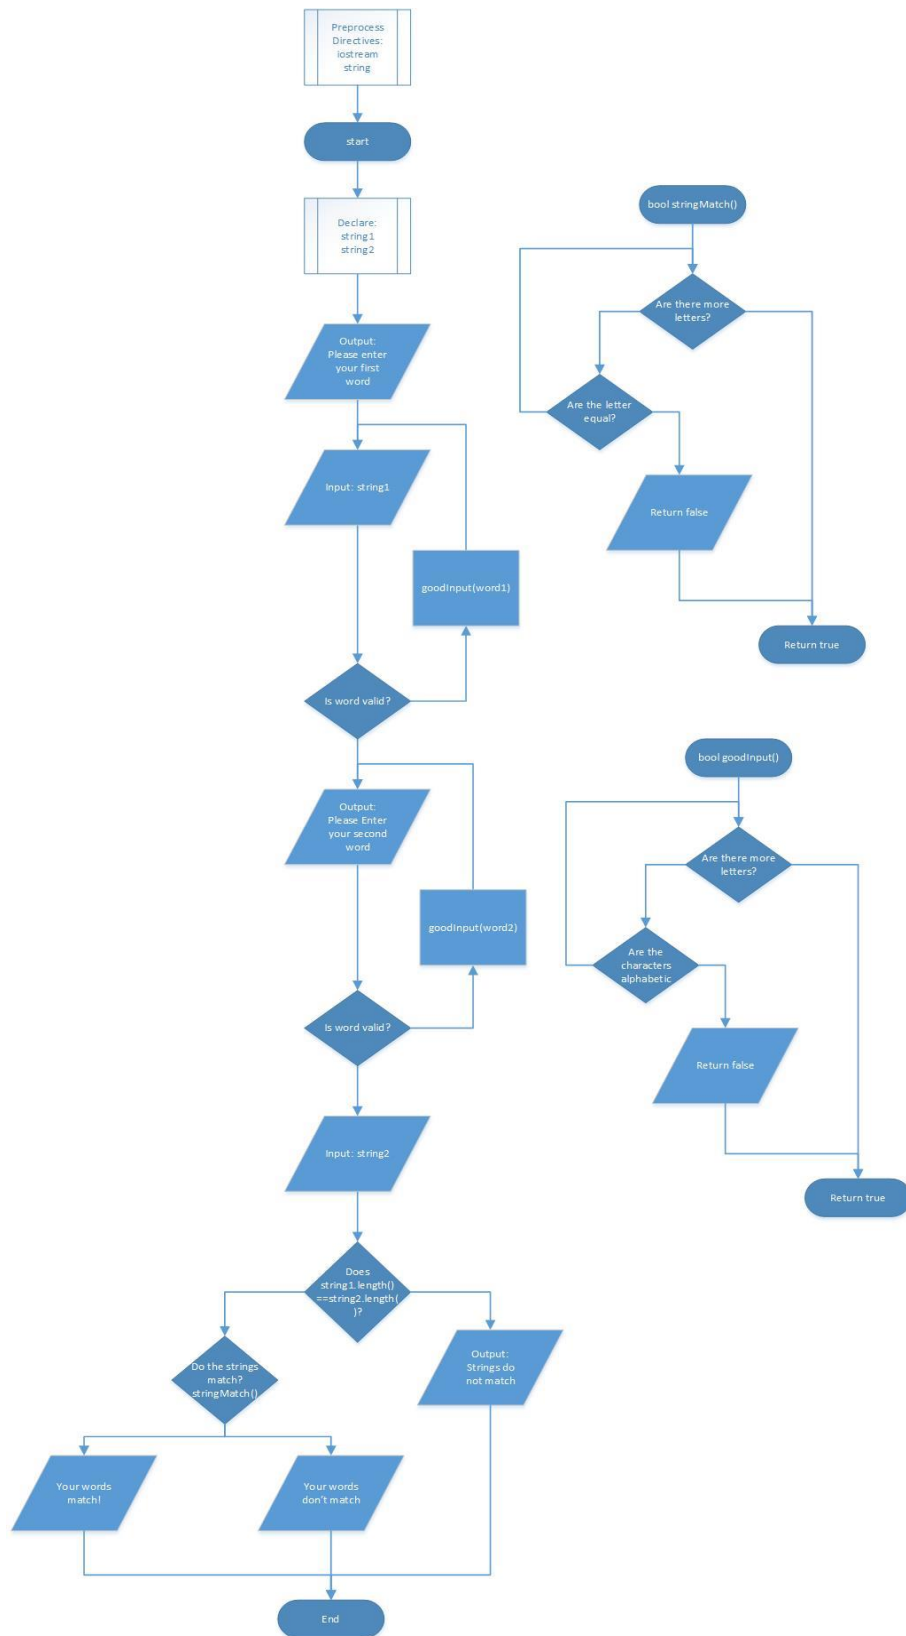 Preprocess
Directives:
iostream
string
start
Declare:
string1
string2
Output:
Please enter
your first
word
Input: string1
goodInput(word1)
Is word valid?
Output:
Please Enter
your second
word
goodInput(word2)
Is word valid?
Input: string2
Does
string1.length()
==string2.length(
)?
Do the strings
match?
stringMatch()
Output:
Strings do
not match
Your words
match!
Your words
don't match
End
bool stringMatch()
Are there more
letters?
Are the letter
equal?
Return false
Return true
bool goodInput()
Are there more
letters?
Are the
characters
alphabetic
Return false
Return true